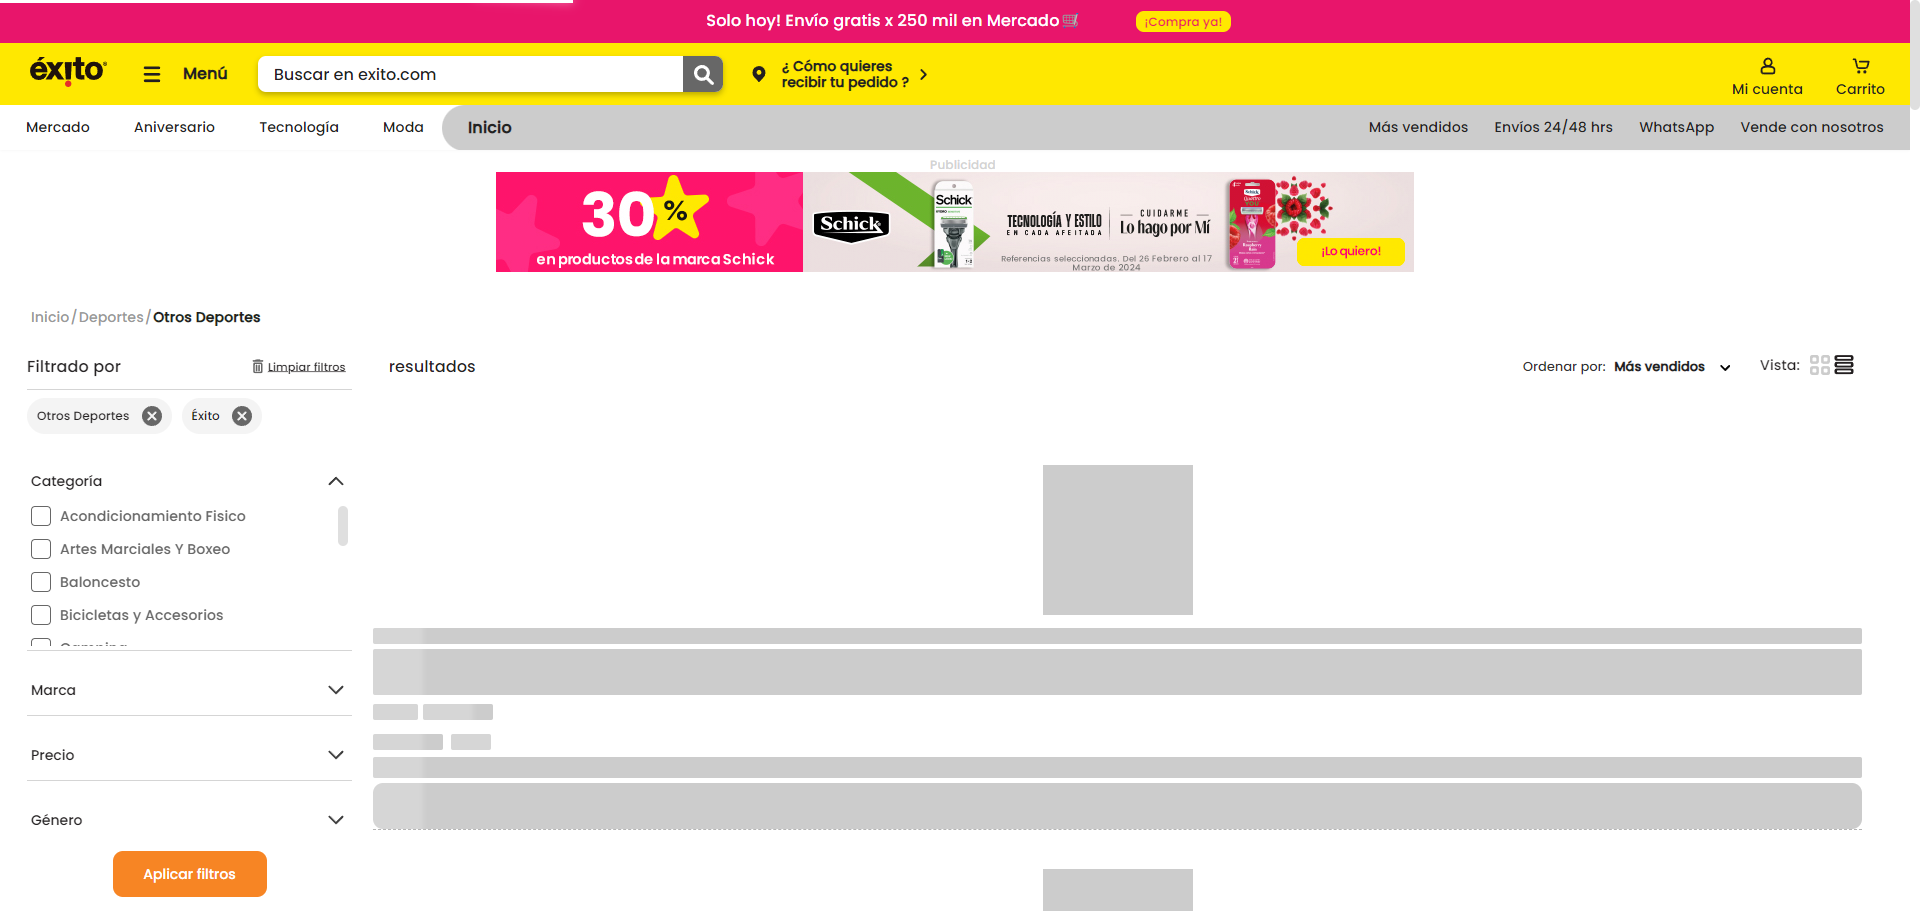 Solo hoy! Envío gratis x 250 mil en Mercado
¡Compra ya!
éxito
Menú
Buscar en exito.com
¿ Cómo quieres
recibir tu pedido ?
Mi cuenta
Carrito
Mercado
Aniversario
Tecnología
Moda
Inicio
Más vendidos
Envíos 24/48 hrs
WhatsApp
Vende con nosotros
Publicidad
30%
en productos de la marca Schick
Schick
Schick
TECNOLOGÍA Y ESTILO
EN CADA AFEITADA
CUIDARME
Lo hago por Mí
Referencias seleccionadas. Del 26 Febrero al 17
Marzo de 2024
¡Lo quiero!
Inicio/Deportes/Otros Deportes
Filtrado por
Limpiar filtros
resultados
Ordenar por: Más vendidos
Vista:
Otros Deportes
Éxito
Categoría
Acondicionamiento Fisico
Artes Marciales Y Boxeo
Baloncesto
Bicicletas y Accesorios
Marca
Precio
Género
Aplicar filtros